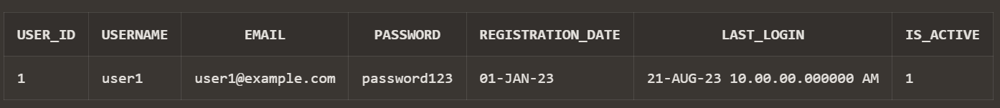 USER_ID USERNAME EMAIL PASSWORD REGISTRATION_DATE LAST_LOGIN IS_ACTIVE
1 user1 user1@example.com password123 01-JAN-23 21-AUG-23 10.00.00.000000 AM 1